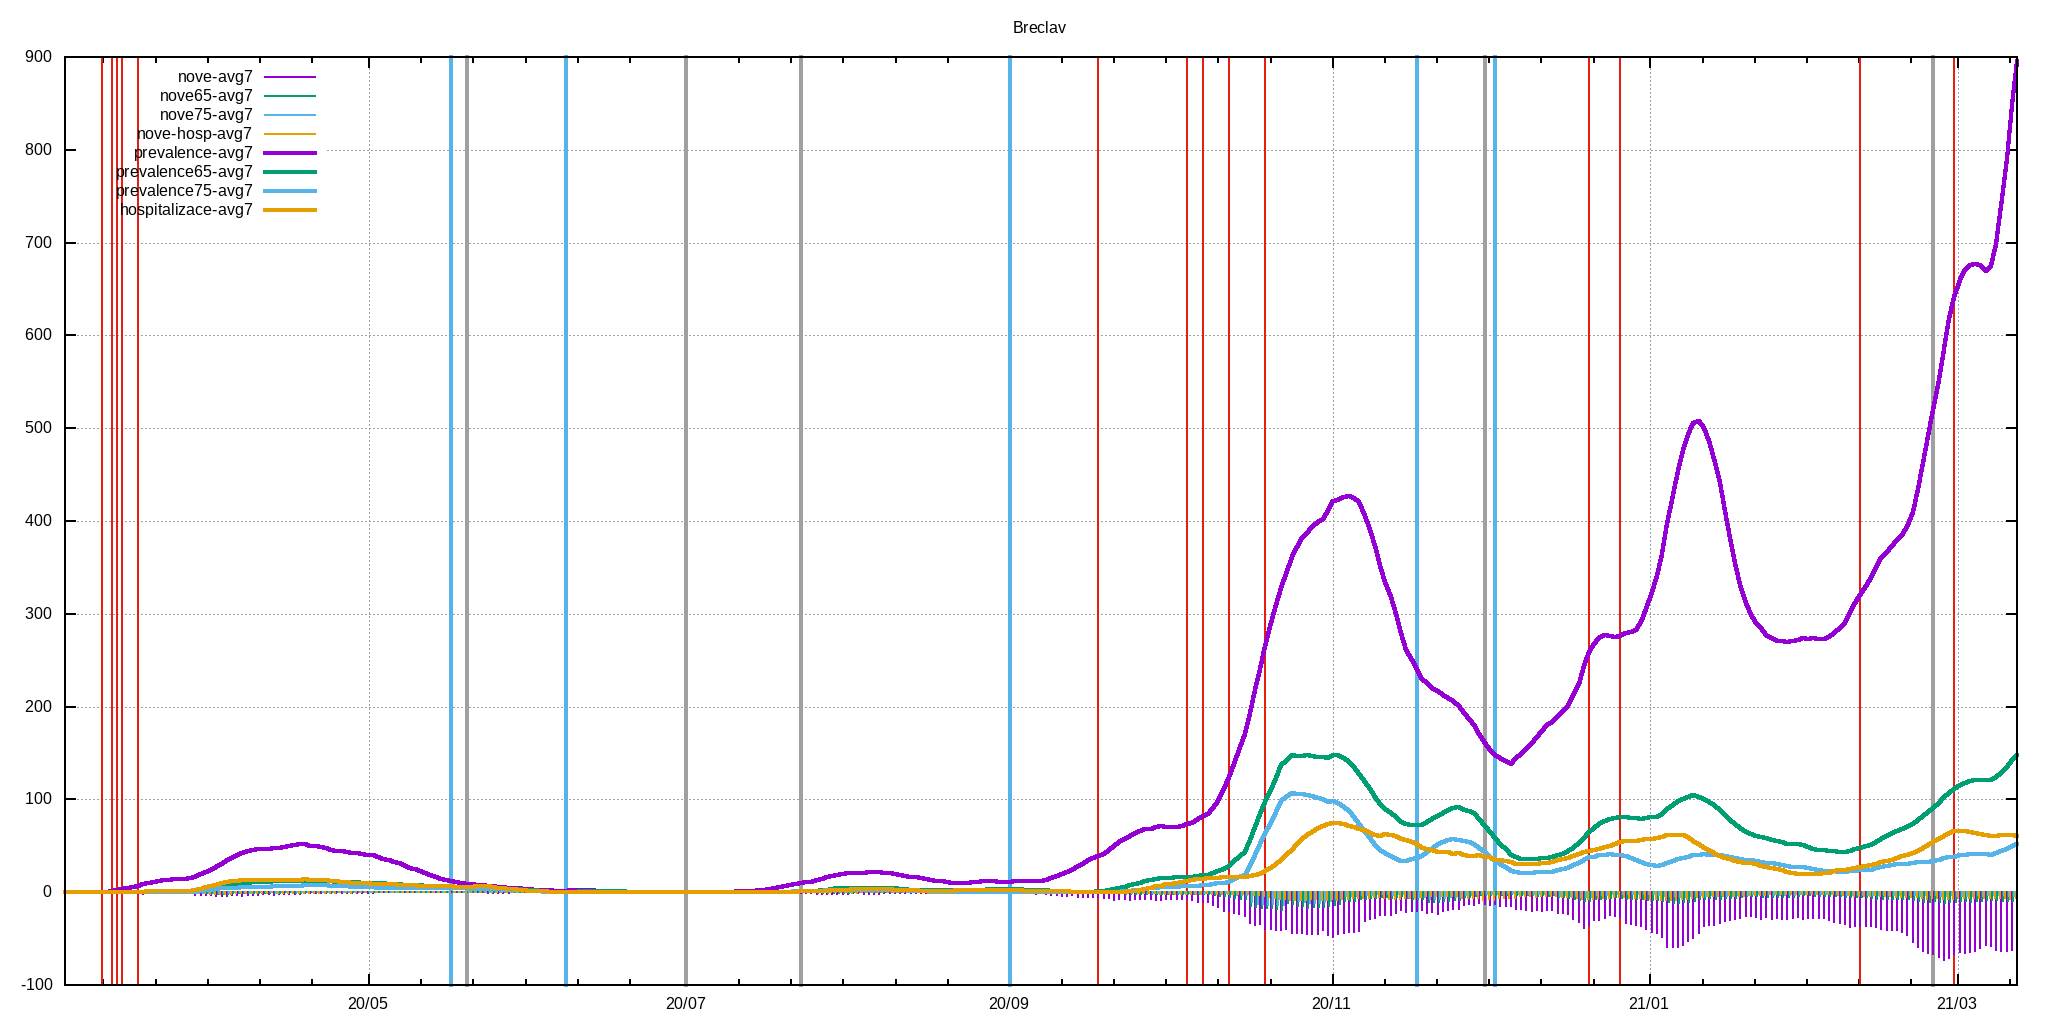 Breclav
900
800
700
600
500
400
300
200
100
0
-100
nove-avg7
nove65-avg7
nove75-avg7
nove-hosp-avg7
prevalence-avg7
prevalence65-avg7
prevalence75-avg7
hospitalizace-avg7
20/05 20/07 20/09 20/11 21/01 21/03